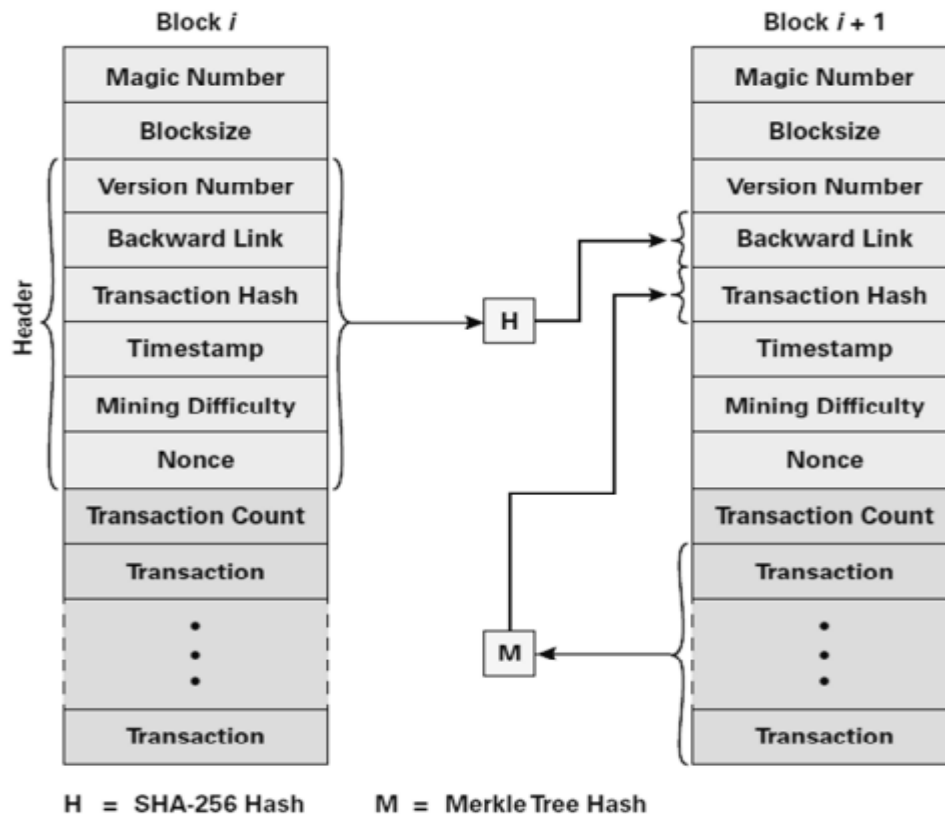 Block i
Magic Number
Blocksize
Version Number
Backward Link
Transaction Hash
Timestamp
Mining Difficulty
Nonce
Transaction Count
Transaction
Transaction
Header
H
M
Block i + 1
Magic Number
Blocksize
Version Number
Backward Link
Transaction Hash
Timestamp
Mining Difficulty
Nonce
Transaction Count
Transaction
Transaction
H = SHA-256 Hash M = Merkle Tree Hash